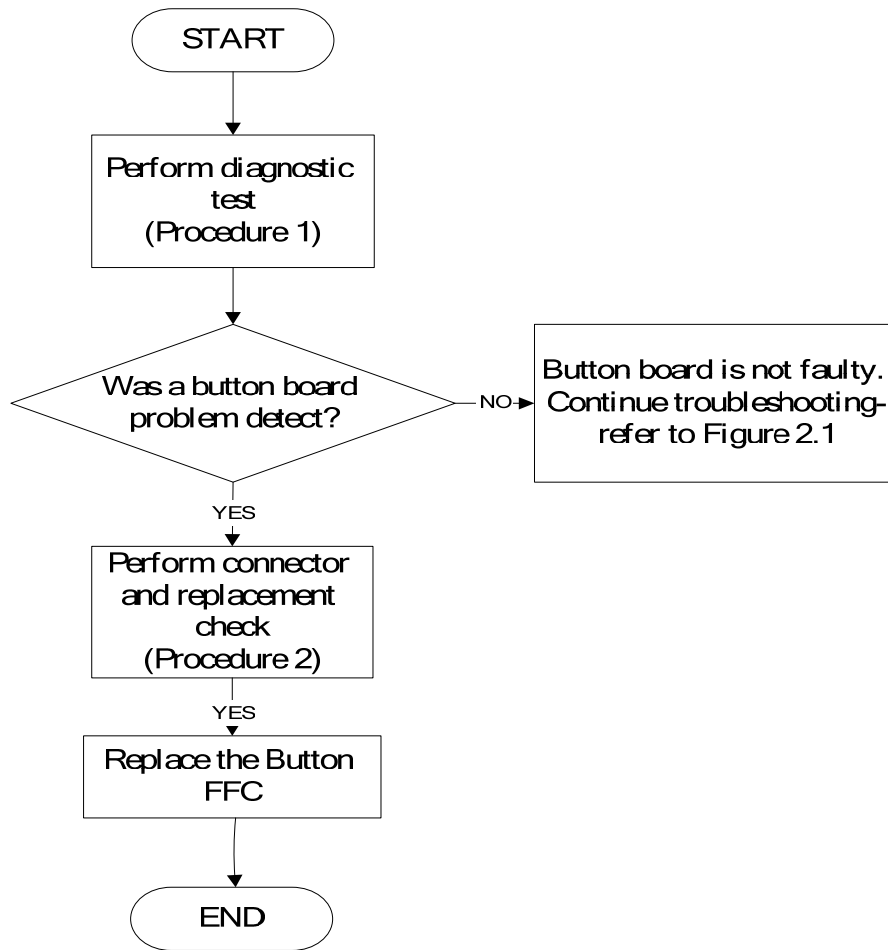 START
Perform diagnostic
test
(Procedure 1)
Was a button board
problem detect?
NO
Button board is not faulty.
Continue troubleshooting-
refer to Figure 2.1
YES
Perform connector
and replacement
check
(Procedure 2)
YES
Replace the Button
FFC
END